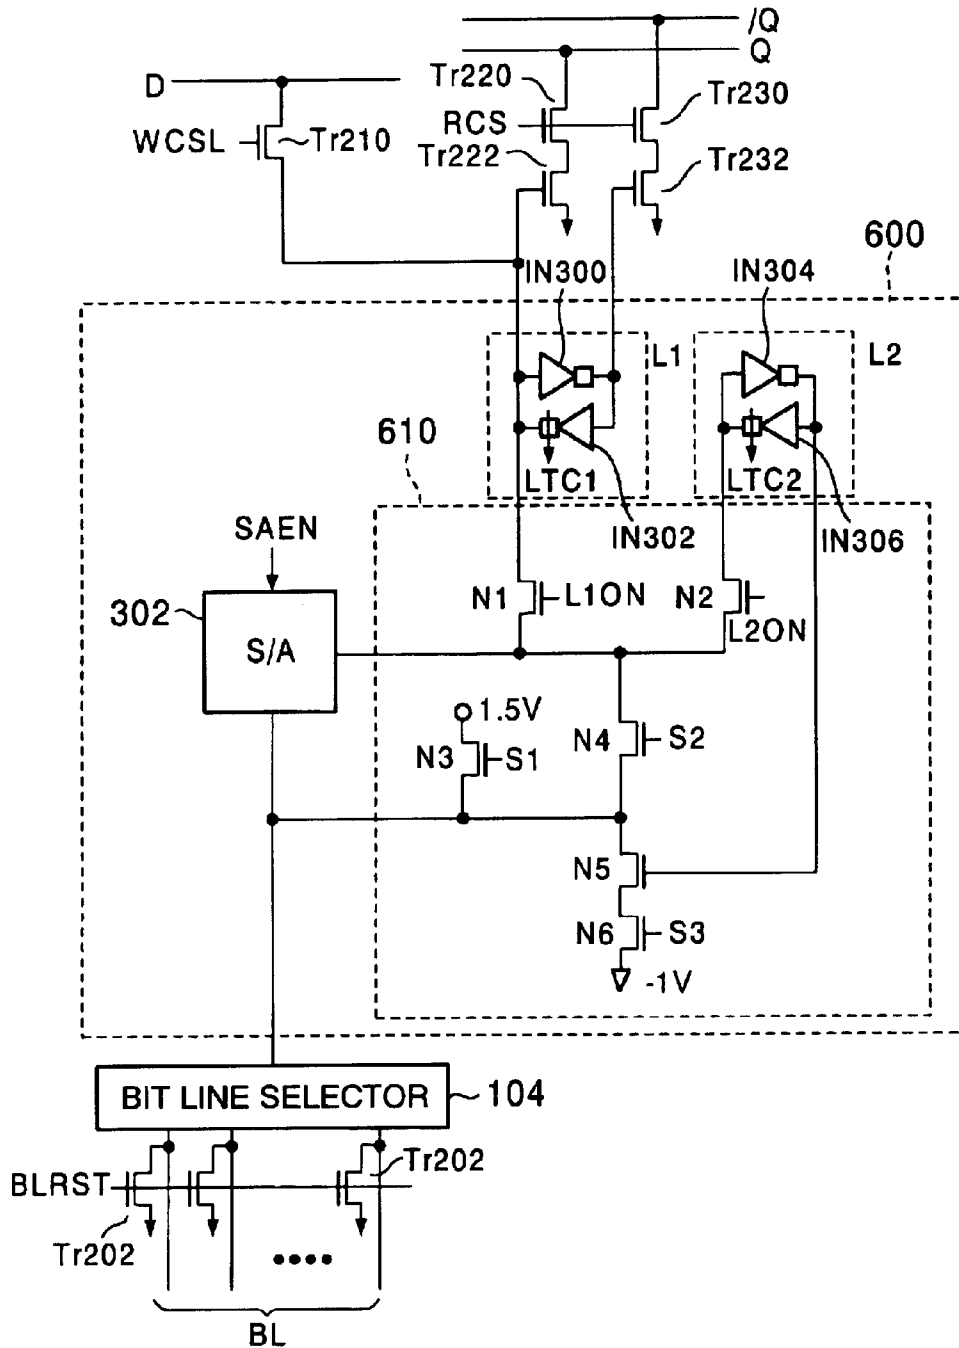 /Q
Q
D
Tr220
Tr230
WCSL
Tr210
RCS
Tr222
Tr232
600
IN300
IN304
L1
L2
610
LTC1
LTC2
IN302
IN306
SAEN
302
S/A
N1
L1ON
N2
L2ON
1.5V
N3
S1
N4
S2
N5
N6
S3
-1V
BIT LINE SELECTOR
104
Tr202
BLRST
Tr202
BL